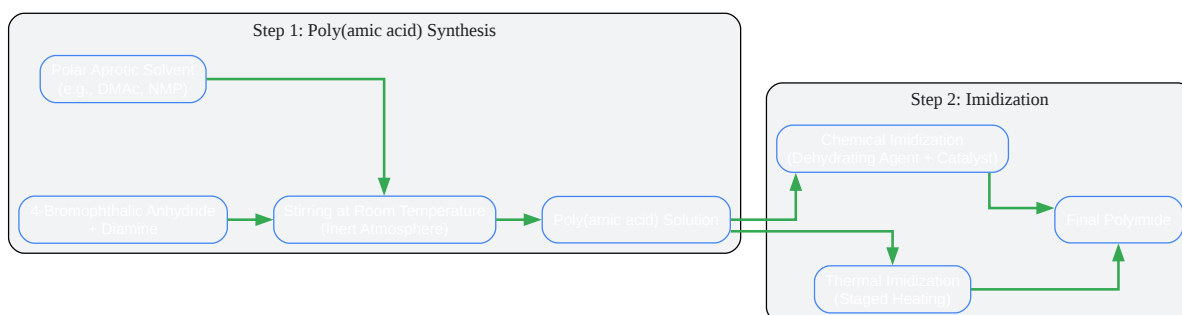 Step 1: Poly(amic acid) Synthesis
Polar Aprotic Solvent
(e.g., DMAc, NMP)
4-Bromophthalic Anhydride
+ Diamine
Stirring at Room Temperature
(Inert Atmosphere)
Poly(amic acid) Solution
Step 2: Imidization
Chemical Imidization
(Dehydrating Agent + Catalyst)
Thermal Imidization
(Staged Heating)
Final Polyimide